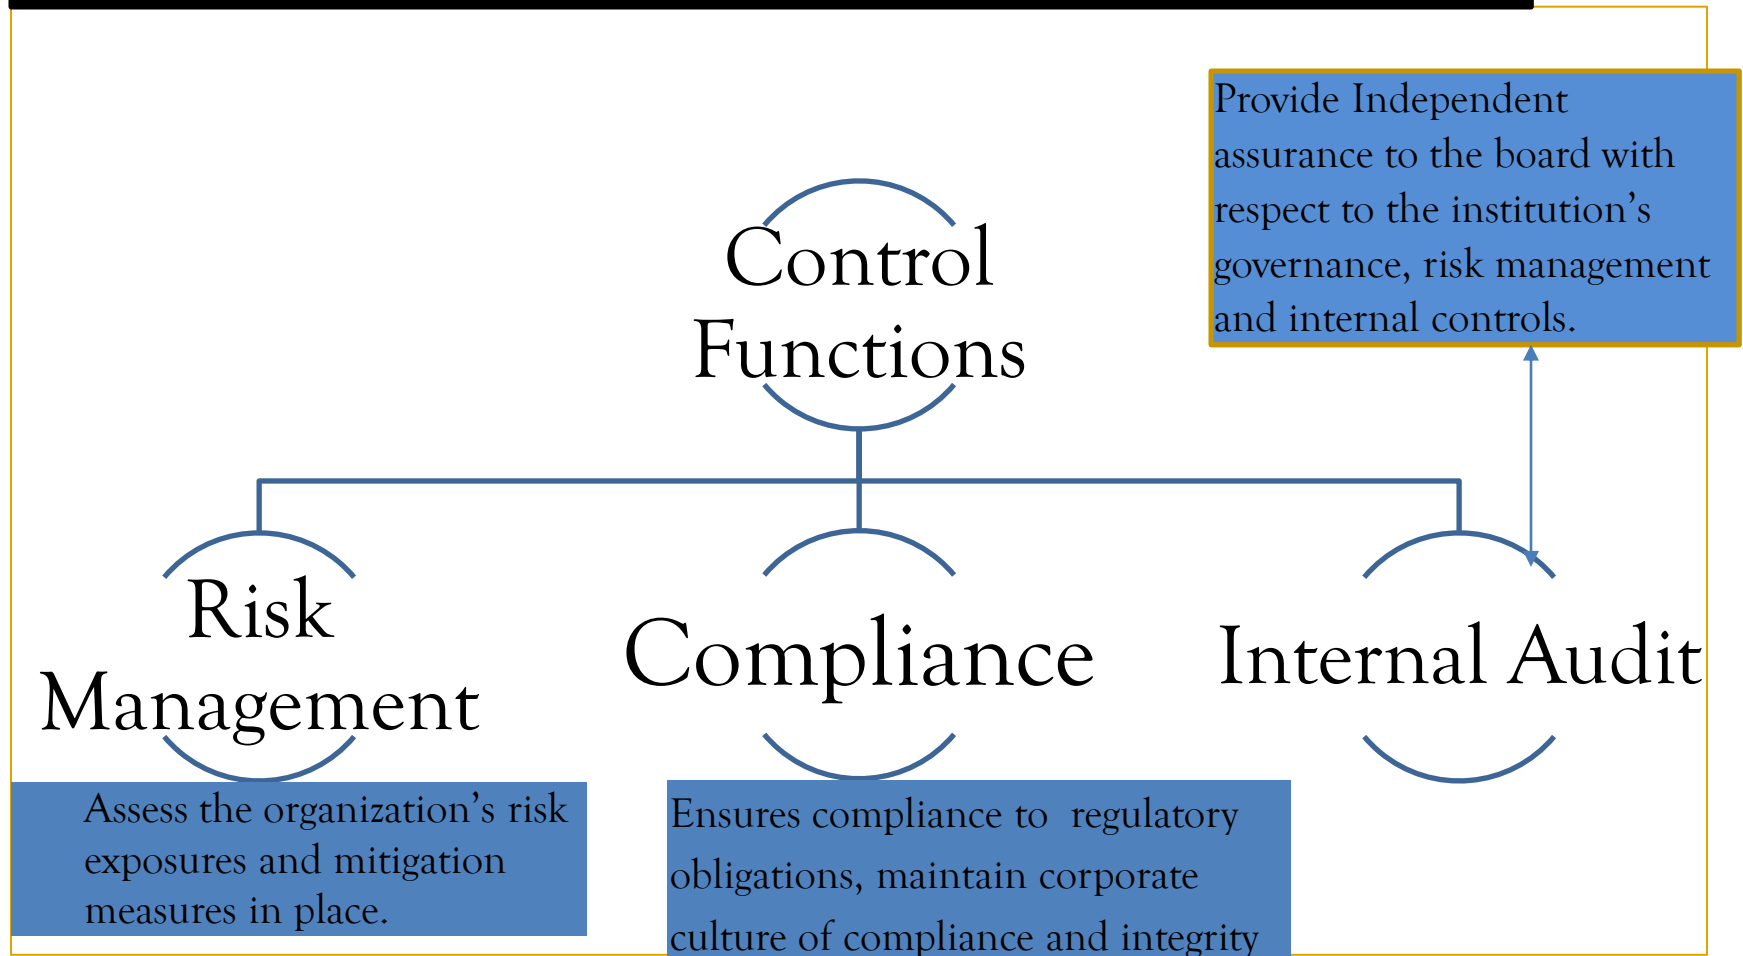 Provide Independent
assurance to the board with
respect to the institution’s
governance, risk management
and internal controls.
Control
Functions
Risk
Management
Compliance
Internal Audit
Assess the organization’s risk
exposures and mitigation
measures in place.
Ensures compliance to  regulatory
obligations, maintain corporate
culture of compliance and integrity